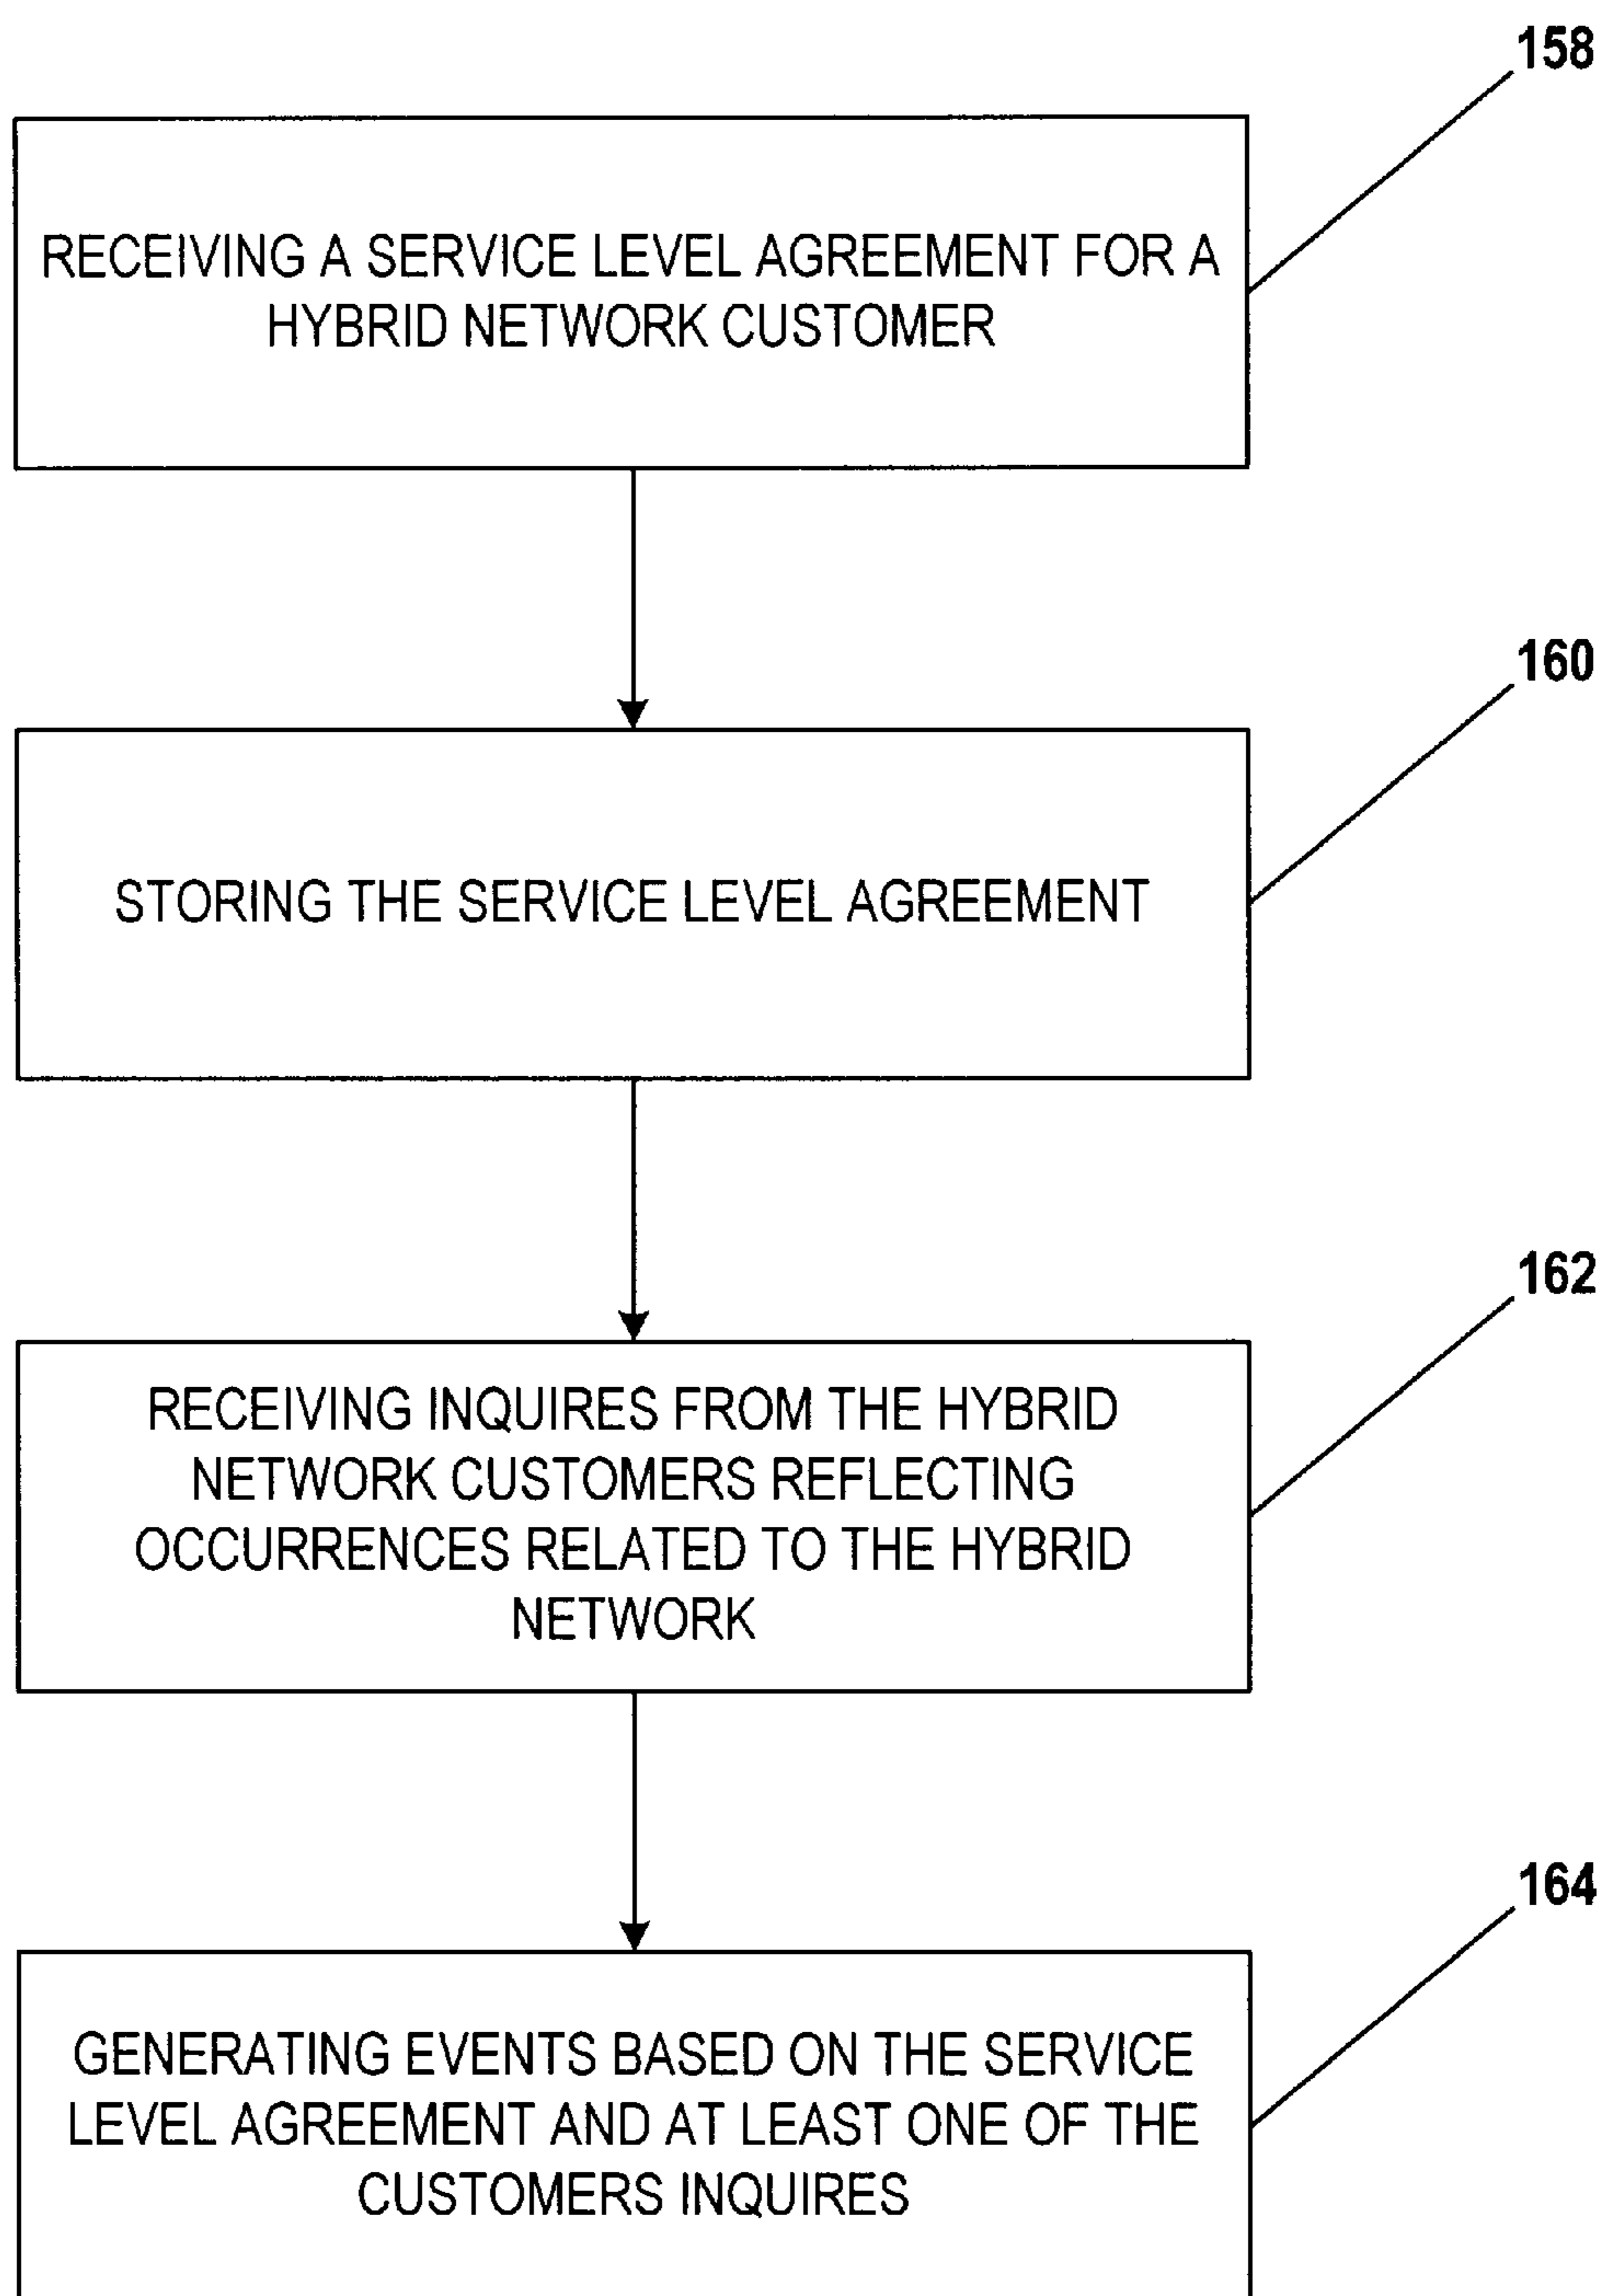 158
RECEIVING A SERVICE LEVEL AGREEMENT FOR A
HYBRID NETWORK CUSTOMER
160
STORING THE SERVICE LEVEL AGREEMENT
162
RECEIVING INQUIRES FROM THE HYBRID
NETWORK CUSTOMERS REFLECTING
OCCURRENCES RELATED TO THE HYBRID
NETWORK
164
GENERATING EVENTS BASED ON THE SERVICE
LEVEL AGREEMENT AND AT LEAST ONE OF THE
CUSTOMERS INQUIRES